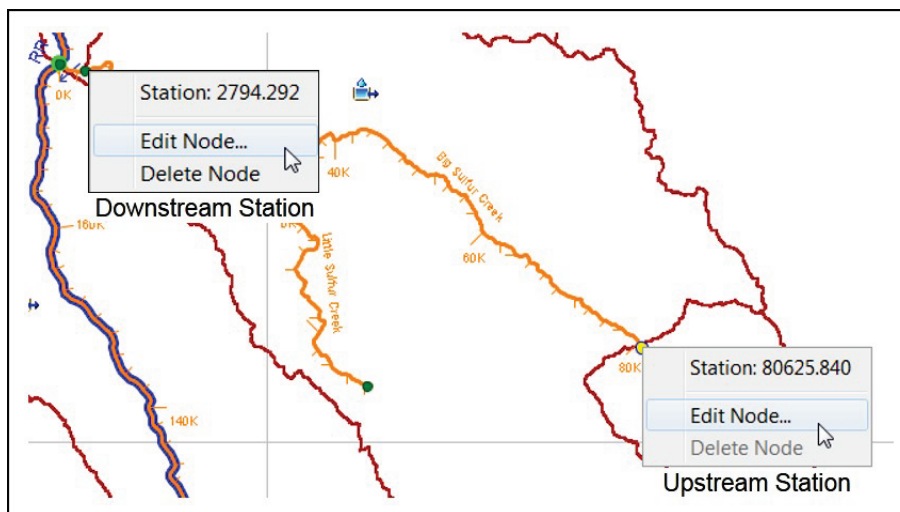 RR
0K
Station: 2794.292
Edit Node...
Delete Node
Downstream Station
40K
Big Sulfur Creek
160K
Little Sulfur Creek
60K
80K
Station: 80625.840
Edit Node...
Delete Node
Upstream Station
140K